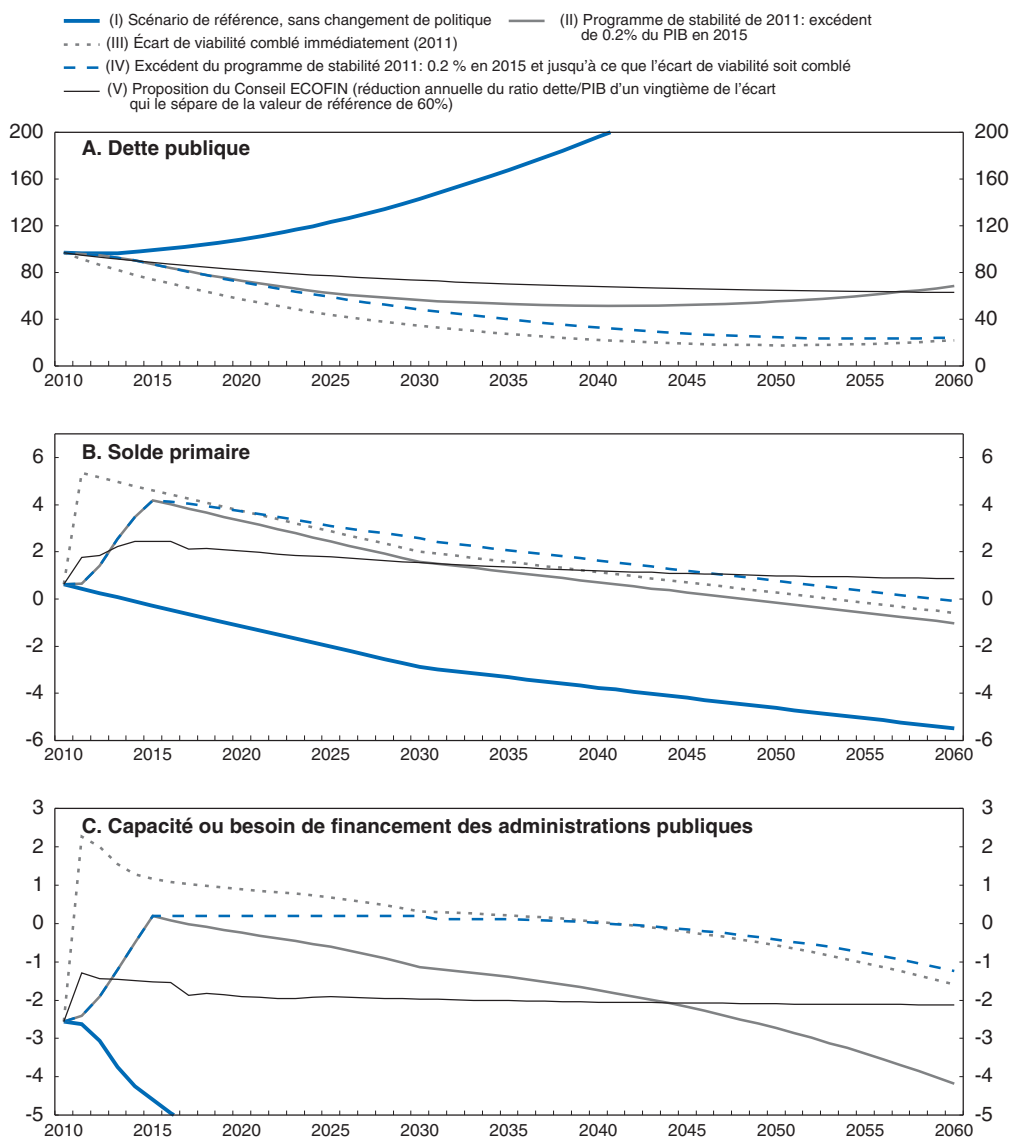 (I) Scénario de référence, sans changement de politique
(II) Programme de stabilité de 2011: excédent
de 0.2% du PIB en 2015
(III) Écart de viabilité comblé immédiatement (2011)
(IV) Excédent du programme de stabilité 2011: 0.2 % en 2015 et jusqu'à ce que l'écart de viabilité soit comblé
(V) Proposition du Conseil ECOFIN (réduction annuelle du ratio dette/PIB d'un vingtième de l'écart
qui le sépare de la valeur de référence de 60%)
A. Dette publique
200 200
160 160
120 120
80 80
40 40
0 0
2010 2015 2020 2025 2030 2035 2040 2045 2050 2055 2060
B. Solde primaire
6 6
4 4
2 2
0 0
-2 -2
-4 -4
-6 -6
2010 2015 2020 2025 2030 2035 2040 2045 2050 2055 2060
3 3
C. Capacité ou besoin de financement des administrations publiques
2 2
1 1
0 0
-1 -1
-2 -2
-3 -3
-4 -4
-5 -5
2010 2015 2020 2025 2030 2035 2040 2045 2050 2055 2060